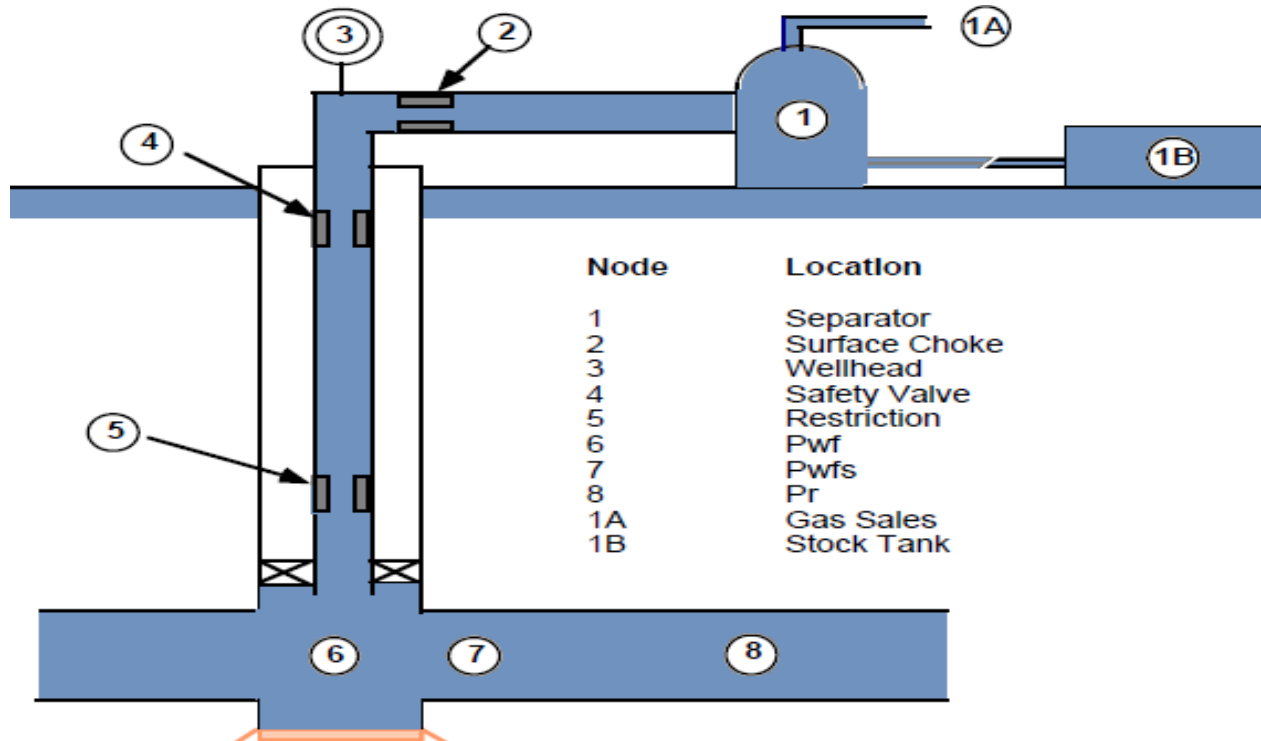 3
2
1A
1
4
1B
Node Location
1 Separator
2 Surface Choke
3 Wellhead
4 Safety Valve
5 Restriction
6 Pwf
7 Pwfs
8 Pr
1A Gas Sales
1B Stock Tank
5
6
7
8